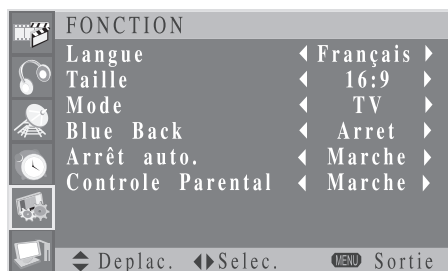 FONCTION
Langue Français
Taille 16:9
Mode TV
Blue Back Arret
Arrêt auto. Marche
Controle Parental Marche
Deplac. Selec. MENU Sortie